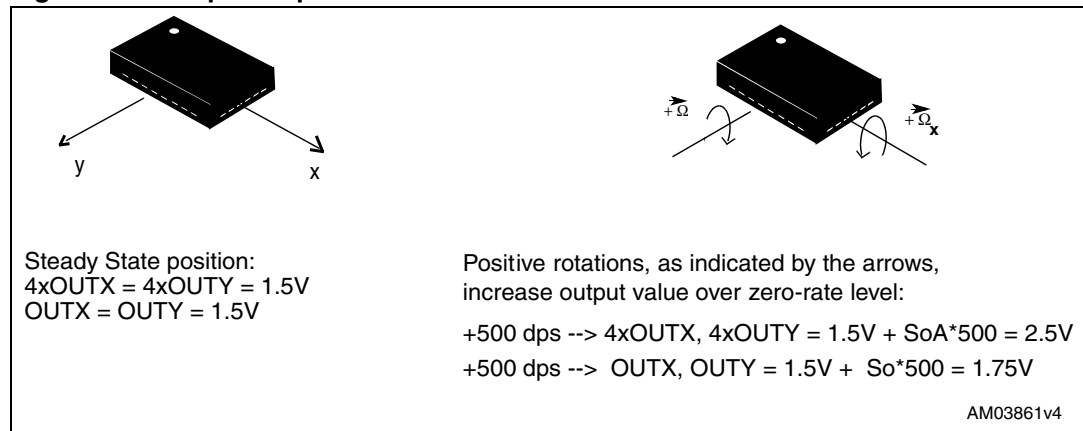 y
x
+ Ω
+ Ω x
Steady State position:
4xOUTX = 4xOUTY = 1.5V
OUTX = OUTY = 1.5V
Positive rotations, as indicated by the arrows,
increase output value over zero-rate level:
+500 dps --> 4xOUTX, 4xOUTY = 1.5V + SoA*500 = 2.5V
+500 dps --> OUTX, OUTY = 1.5V + So*500 = 1.75V
AM03861v4